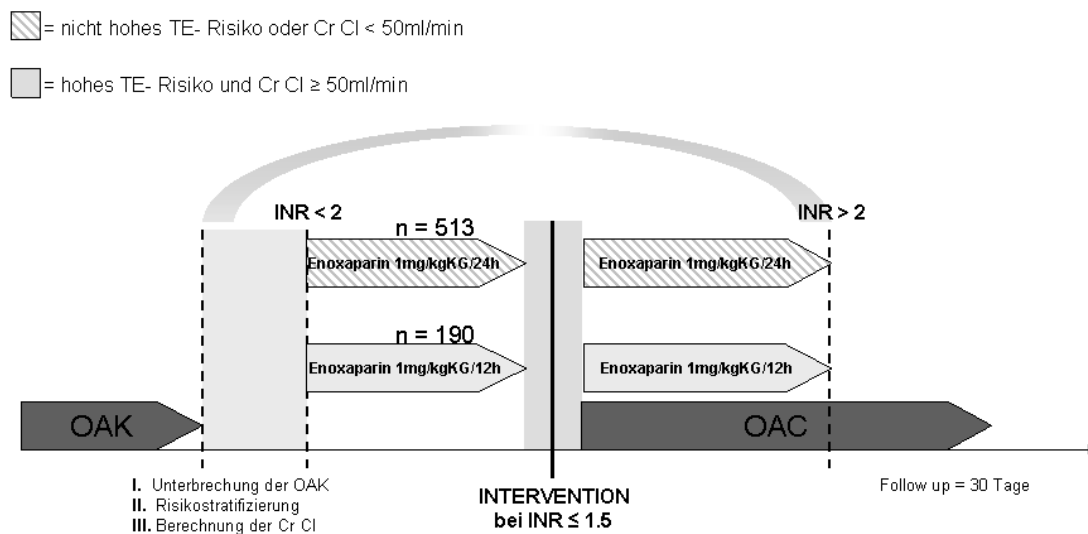 = nicht hohes TE- Risiko oder Cr Cl < 50ml/min
= hohes TE- Risiko und Cr Cl ≥ 50ml/min
INR < 2
INR > 2
n = 513
Enoxaparin 1mg/kgKG/24h
Enoxaparin 1mg/kgKG/24h
n = 190
Enoxaparin 1mg/kgKG/12h
Enoxaparin 1mg/kgKG/12h
OAK
OAC
I. Unterbrechung der OAK
II. Risikostratifizierung
III. Berechnung der Cr Cl
INTERVENTION
bei INR ≤ 1.5
Follow up = 30 Tage